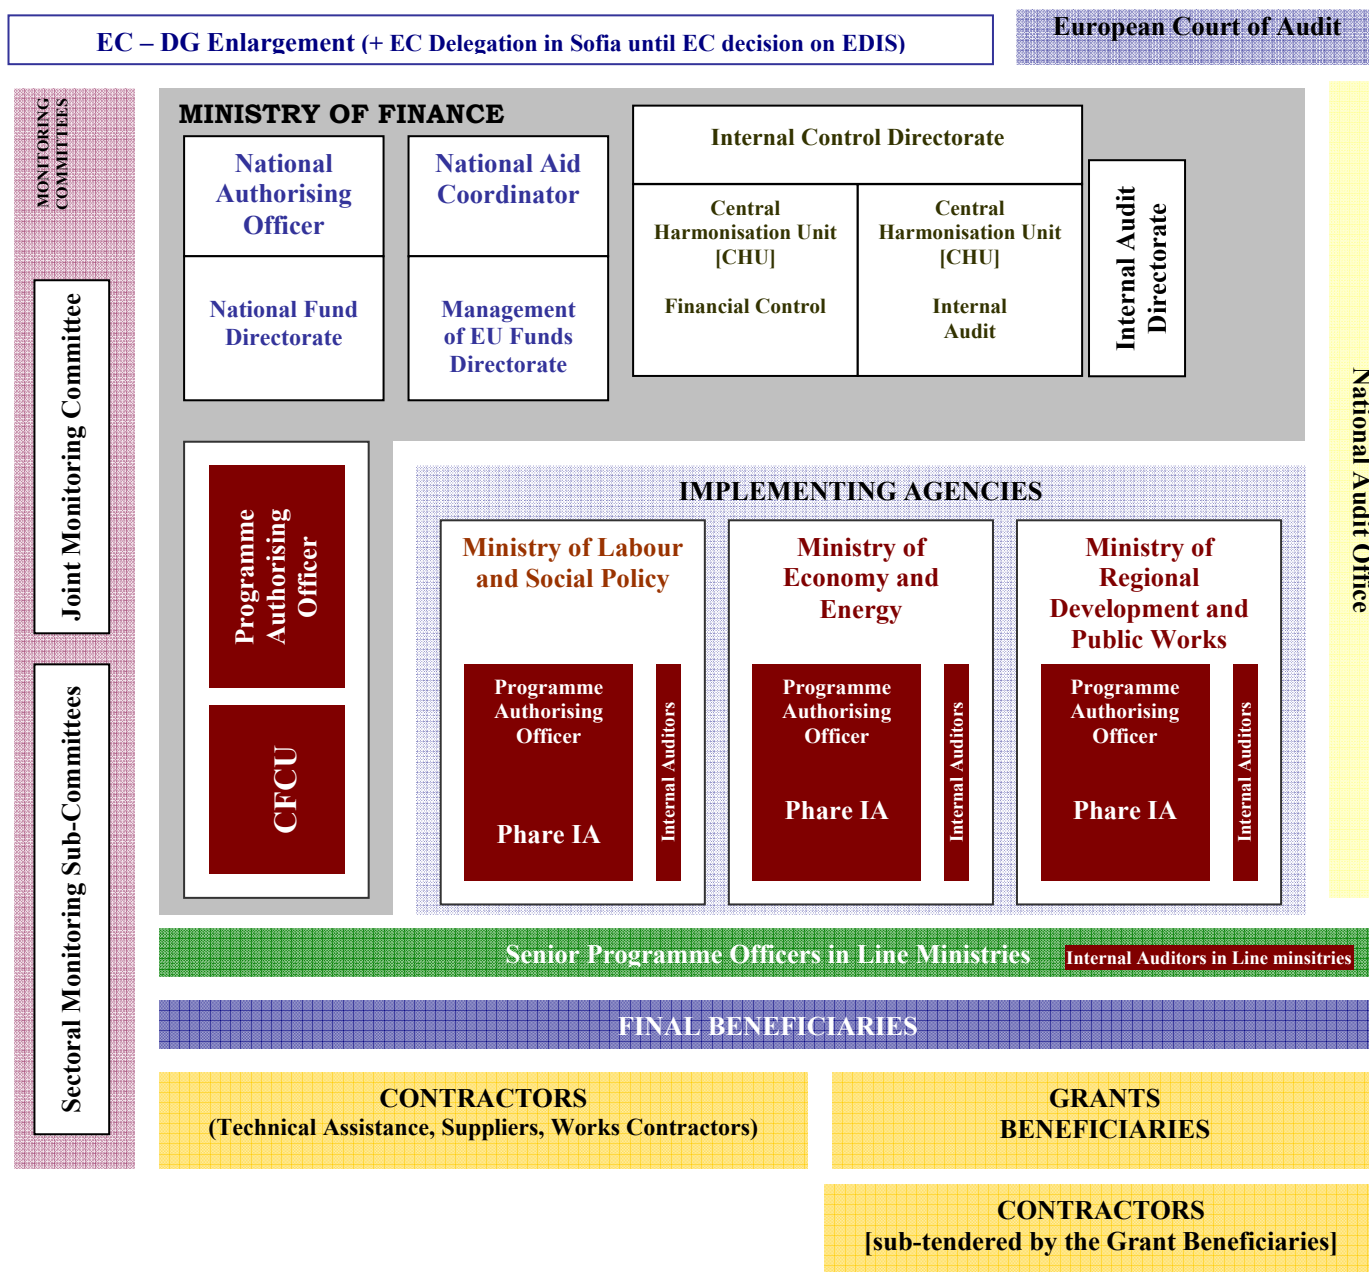 EC – DG Enlargement (+ EC Delegation in Sofia until EC decision on EDIS)
European Court of Audit
MONITORING
COMMITTEES
Joint Monitoring Committee
Sectoral Monitoring Sub-Committees
MINISTRY OF FINANCE
National
Authorising
Officer
National Fund
Directorate
National Aid
Coordinator
Management
of EU Funds
Directorate
Internal Control Directorate
Central
Harmonisation Unit
[CHU]
Financial Control
Central
Harmonisation Unit
[CHU]
Internal
Audit
Internal Audit
Directorate
National Audit Office
Programme
Authorising
Officer
CFCU
IMPLEMENTING AGENCIES
Ministry of Labour
and Social Policy
Programme
Authorising
Officer
Phare IA
Internal Auditors
Ministry of
Economy and
Energy
Programme
Authorising
Officer
Phare IA
Internal Auditors
Ministry of
Regional
Development and
Public Works
Programme
Authorising
Officer
Phare IA
Internal Auditors
Senior Programme Officers in Line Ministries
Internal Auditors in Line minsitries
FINAL BENEFICIARIES
CONTRACTORS
(Technical Assistance, Suppliers, Works Contractors)
GRANTS
BENEFICIARIES
CONTRACTORS
[sub-tendered by the Grant Beneficiaries]